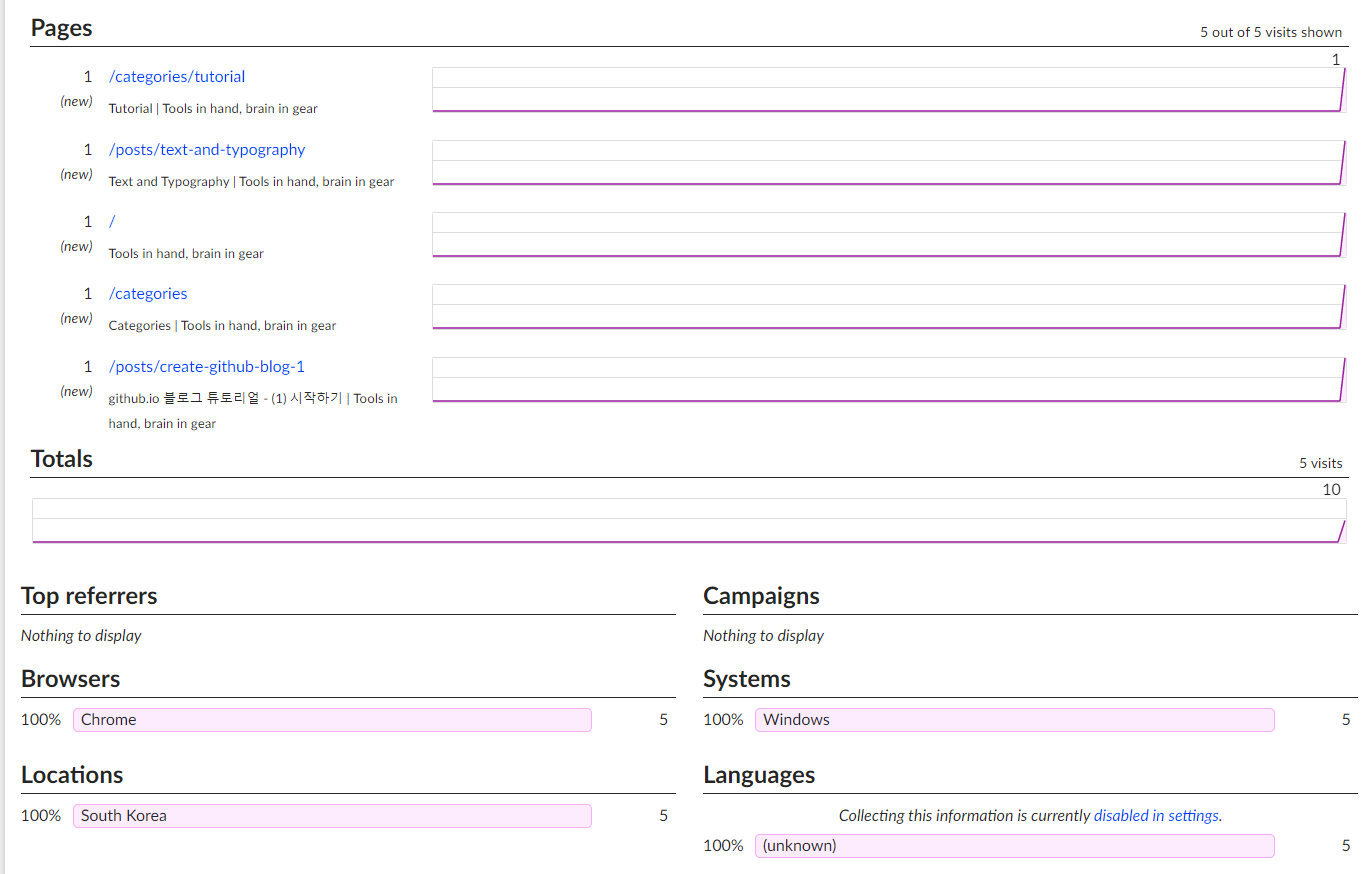 Pages
5 out of 5 visits shown
1
1 /categories/tutorial
(new) Tutorial | Tools in hand, brain in gear
1 /posts/text-and-typography
(new) Text and Typography | Tools in hand, brain in gear
1 /
(new) Tools in hand, brain in gear
1 /categories
(new) Categories | Tools in hand, brain in gear
1 /posts/create-github-blog-1
(new) github.io 블로그 튜토리얼 - (1) 시작하기 | Tools in
hand, brain in gear
Totals
5 visits
10
Top referrers
Nothing to display
Campaigns
Nothing to display
Browsers
100% Chrome 5
Systems
100% Windows 5
Locations
100% South Korea 5
Languages
Collecting this information is currently disabled in settings.
100% (unknown) 5